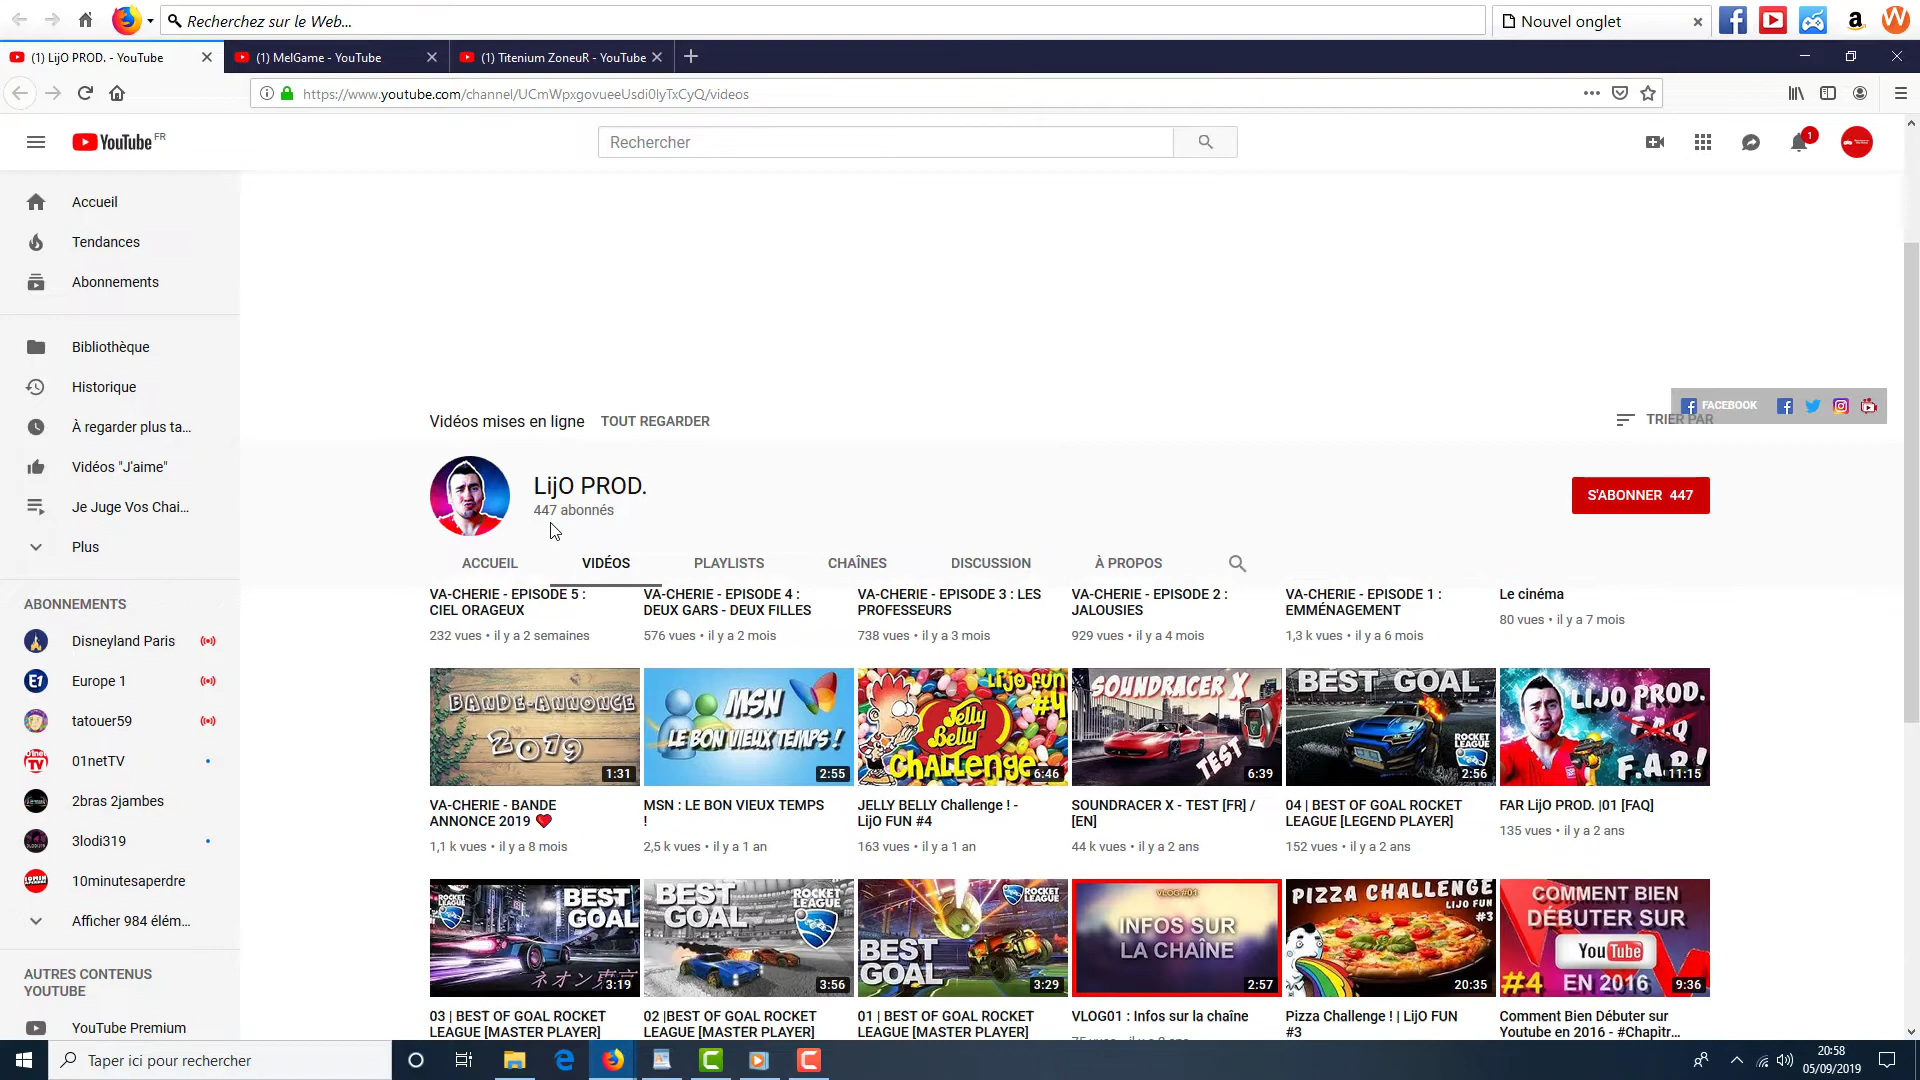 Recherchez sur le Web...
Nouvel onglet
(1) LijO PROD. - YouTube
(1) MelGame - YouTube
(1) Titenium ZoneuR - YouTube
https://www.youtube.com/channel/UCmWpxgovueeUsdi0lyTxCyQ/videos
YouTube FR
Rechercher
1
Accueil
Tendances
Abonnements
Bibliothèque
Historique
À regarder plus ta...
Vidéos "J'aime"
Je Juge Vos Chai...
Plus
ABONNEMENTS
Disneyland Paris
Europe 1
tatouer59
01netTV
2bras 2jambes
3lodi319
10minutesaperdre
Afficher 984 élém...
AUTRES CONTENUS
YOUTUBE
YouTube Premium
Vidéos mises en ligne TOUT REGARDER
FACEBOOK
TRIER PAR
LijO PROD.
447 abonnés
S'ABONNER 447
ACCUEIL VIDÉOS PLAYLISTS CHAÎNES DISCUSSION À PROPOS
VA-CHERIE - EPISODE 5 :
CIEL ORAGEUX
232 vues • il y a 2 semaines
VA-CHERIE - EPISODE 4 :
DEUX GARS - DEUX FILLES
576 vues • il y a 2 mois
VA-CHERIE - EPISODE 3 : LES
PROFESSEURS
738 vues • il y a 3 mois
VA-CHERIE - EPISODE 2 :
JALOUSIES
929 vues • il y a 4 mois
VA-CHERIE - EPISODE 1 :
EMMÉNAGEMENT
1,3 k vues • il y a 6 mois
Le cinéma
80 vues • il y a 7 mois
BANDE-ANNONCE
2019
1:31
VA-CHERIE - BANDE
ANNONCE 2019 ❤
1,1 k vues • il y a 8 mois
MSN
LE BON VIEUX TEMPS !
2:55
MSN : LE BON VIEUX TEMPS
!
2,5 k vues • il y a 1 an
LIJO FUN
#4
Jelly
Belly
Challenge !
6:46
JELLY BELLY Challenge ! -
LijO FUN #4
163 vues • il y a 1 an
SOUNDRACER X
TEST
6:39
SOUNDRACER X - TEST [FR] /
[EN]
44 k vues • il y a 2 ans
BEST GOAL
ROCKET
LEAGUE
2:56
04 | BEST OF GOAL ROCKET
LEAGUE [LEGEND PLAYER]
152 vues • il y a 2 ans
LIJO PROD.
FAQ
F.A.R !
11:15
FAR LijO PROD. |01 [FAQ]
135 vues • il y a 2 ans
ROCKET
LEAGUE
BEST
GOAL
ネオン東京
3:19
03 | BEST OF GOAL ROCKET
LEAGUE [MASTER PLAYER]
BEST
GOAL
ROCKET
LEAGUE
3:56
02 |BEST OF GOAL ROCKET
LEAGUE [MASTER PLAYER]
ROCKET
LEAGUE
BEST
GOAL
3:29
01 | BEST OF GOAL ROCKET
LEAGUE [MASTER PLAYER]
VLOG#01
INFOS SUR
LA CHAÎNE
2:57
VLOG01 : Infos sur la chaîne
PIZZA CHALLENGE
LIJO FUN
#3
20:35
Pizza Challenge ! | LijO FUN
#3
COMMENT BIEN
DÉBUTER SUR
YouTube
#4 EN 2016
9:36
Comment Bien Débuter sur
Youtube en 2016 - #Chapitr...
Taper ici pour rechercher
20:58
05/09/2019